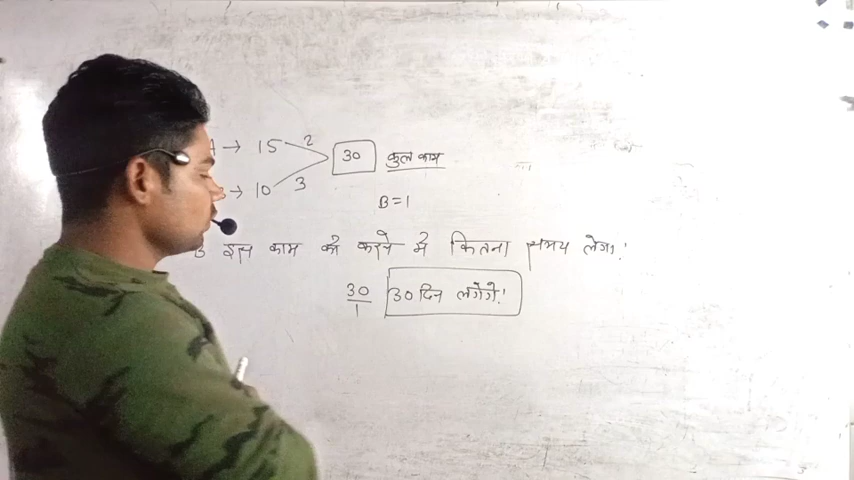 A → 15 2
30 कुल काम
→ 10 3
B = 1
B इस काम को करने में कितना समय लेगा!
30/1 30 दिन लगेंगे!